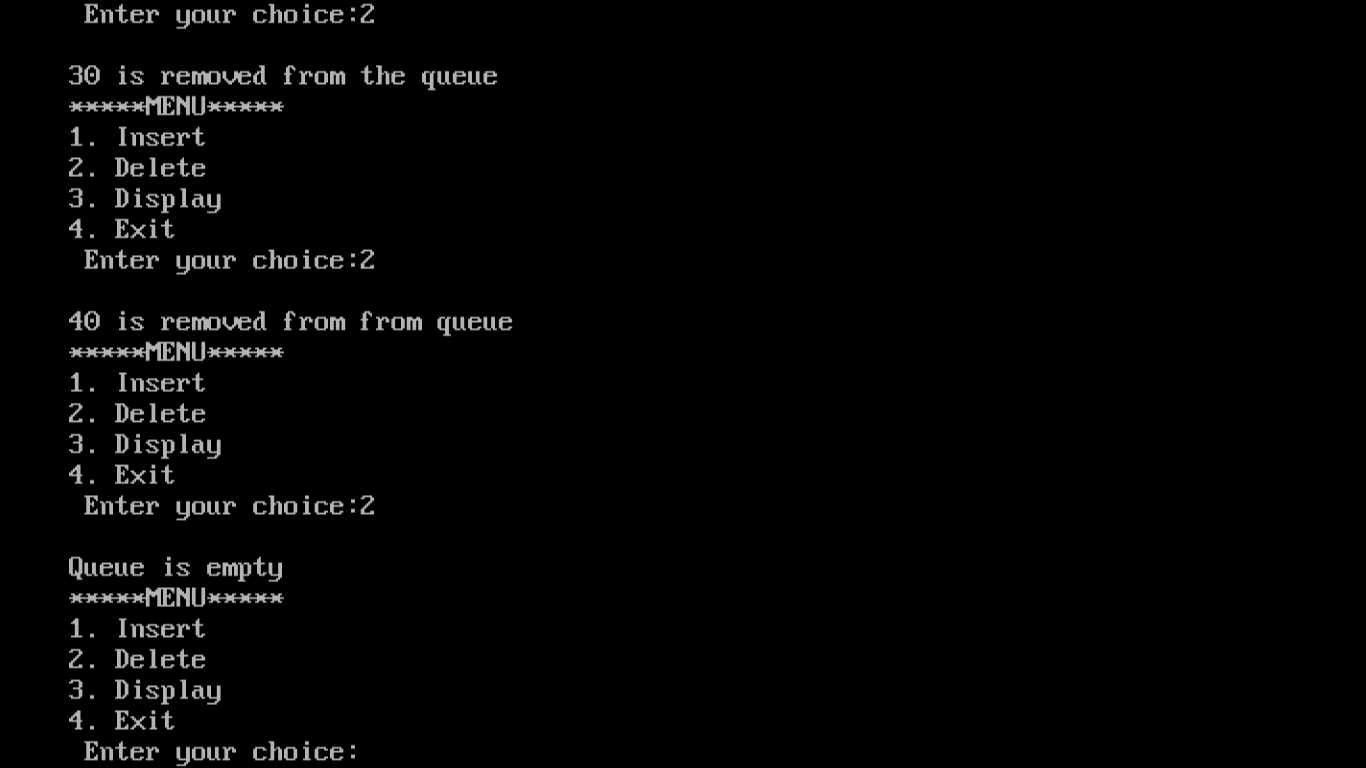 Enter your choice:2
30 is removed from the queue
*****MENU*****
1. Insert
2. Delete
3. Display
4. Exit
Enter your choice:2
40 is removed from from queue
*****MENU*****
1. Insert
2. Delete
3. Display
4. Exit
Enter your choice:2
Queue is empty
*****MENU*****
1. Insert
2. Delete
3. Display
4. Exit
Enter your choice: